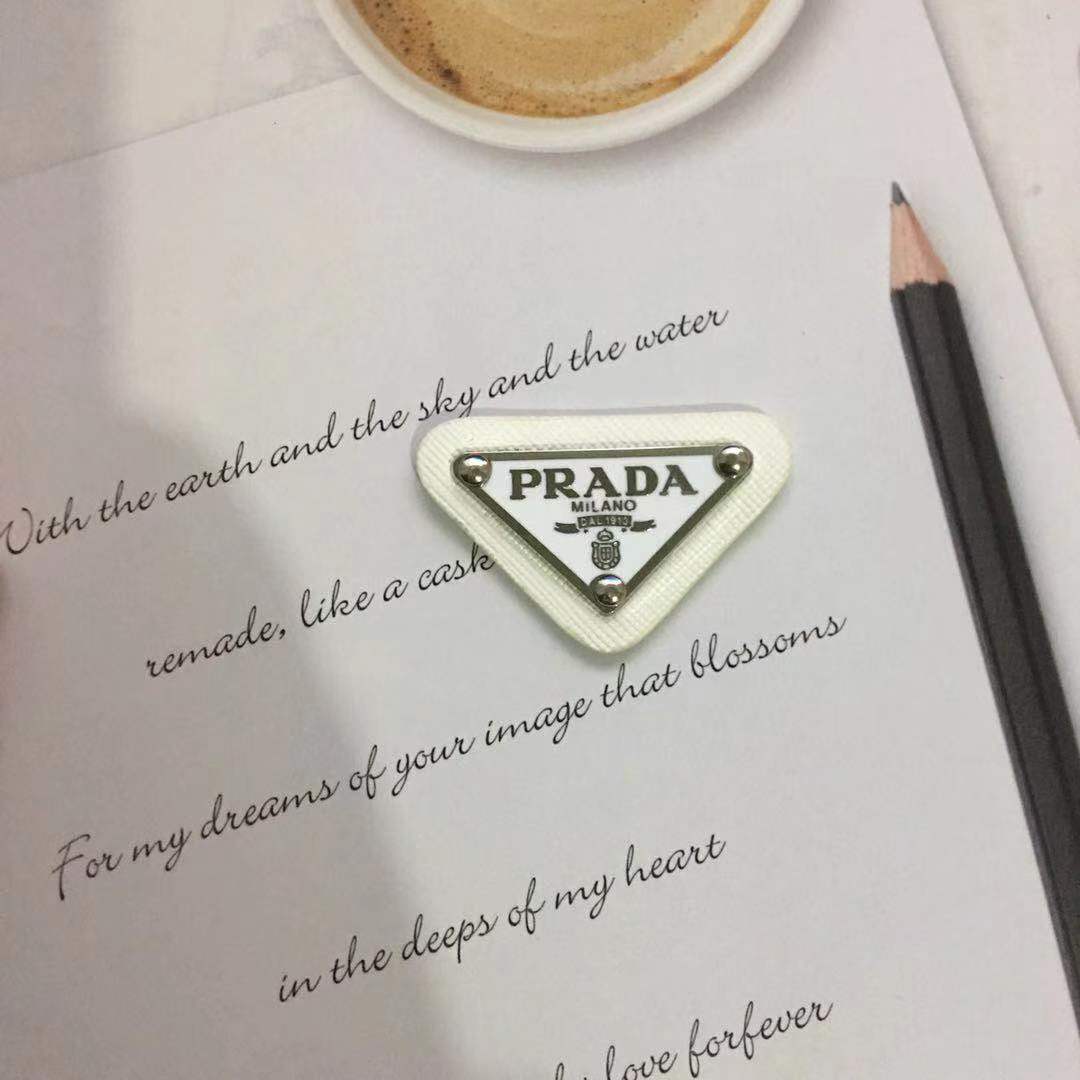 With the earth and the sky and the water
remade, like a cask
PRADA
MILANO
DAL 1913
For my dreams of your image that blossoms
in the deeps of my heart
love forfever